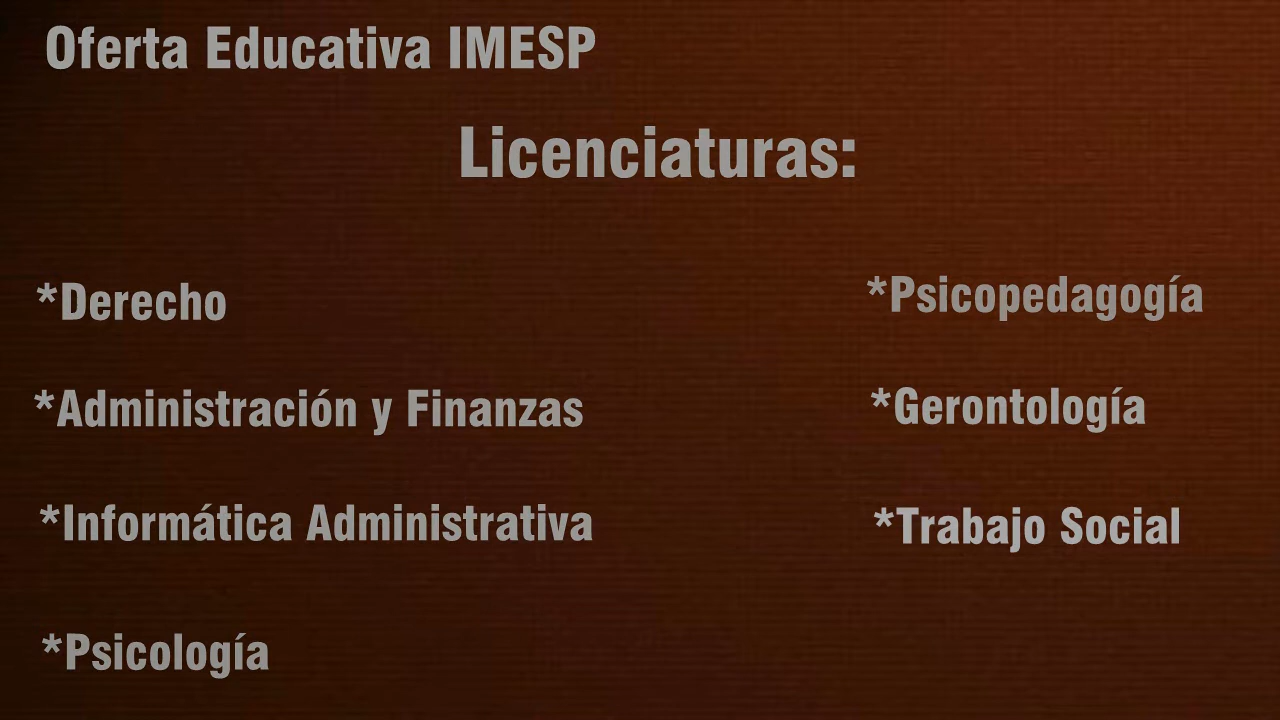 Oferta Educativa IMESP
Licenciaturas:
*Derecho
*Administración y Finanzas
*Informática Administrativa
*Psicología
*Psicopedagogía
*Gerontología
*Trabajo Social